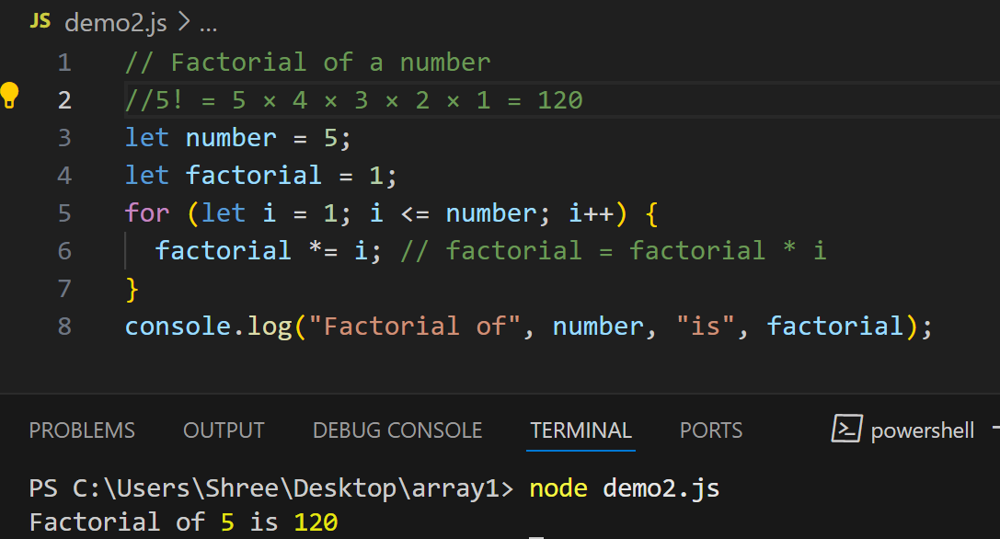 JS demo2.js > ...
1 // Factorial of a number
2 //5! = 5 × 4 × 3 × 2 × 1 = 120
3 let number = 5;
4 let factorial = 1;
5 for (let i = 1; i <= number; i++) {
6   factorial *= i; // factorial = factorial * i
7 }
8 console.log("Factorial of", number, "is", factorial);
PROBLEMS OUTPUT DEBUG CONSOLE TERMINAL PORTS powershell
PS C:\Users\Shree\Desktop\array1> node demo2.js
Factorial of 5 is 120